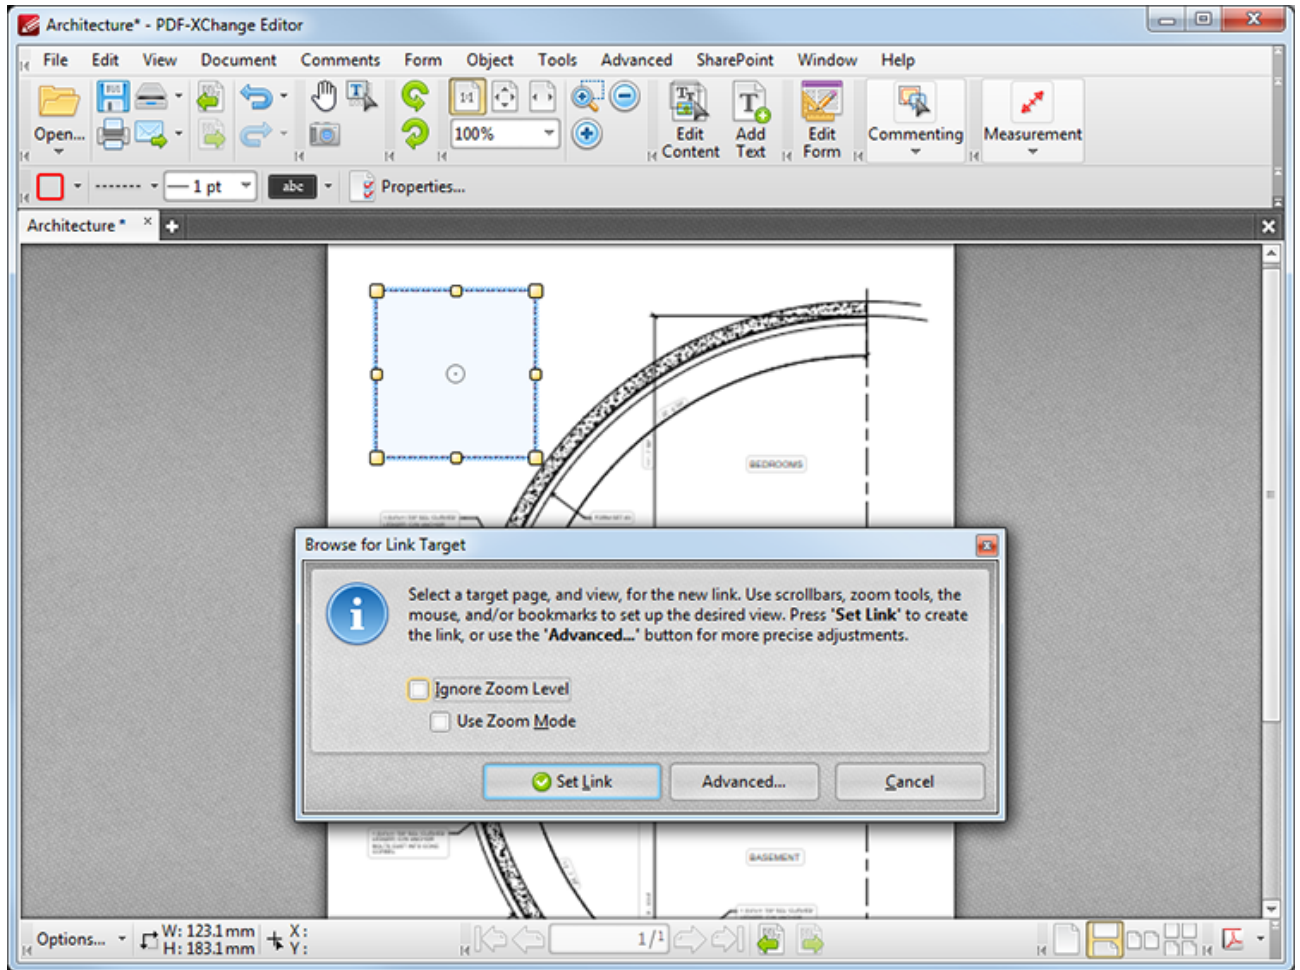 Architecture* - PDF-XChange Editor
File Edit View Document Comments Form Object Tools Advanced SharePoint Window Help
Open...
1:1
100%
Edit Content
Add Text
Edit Form
Commenting
Measurement
1 pt
abc
Properties...
Architecture *
BEDROOMS
Browse for Link Target
Select a target page, and view, for the new link. Use scrollbars, zoom tools, the
mouse, and/or bookmarks to set up the desired view. Press 'Set Link' to create
the link, or use the 'Advanced...' button for more precise adjustments.
Ignore Zoom Level
Use Zoom Mode
Set Link Advanced... Cancel
BASEMENT
Options...
W: 123.1 mm
H: 183.1 mm
X:
Y:
1/1